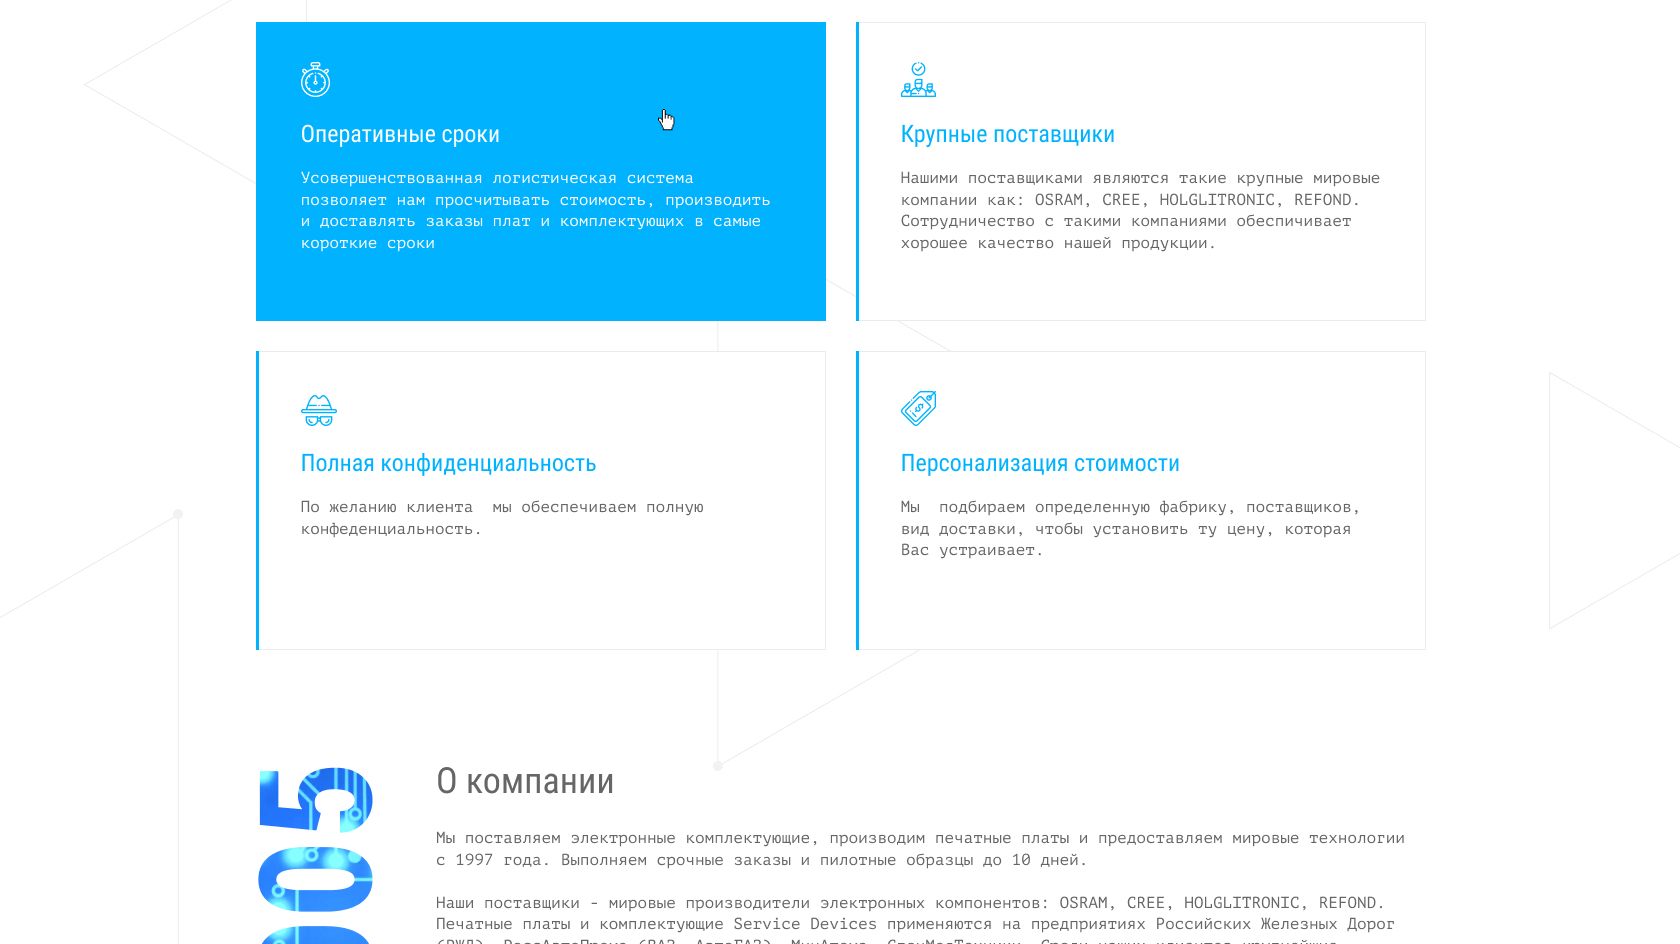 Оперативные сроки
Усовершенствованная логистическая система
позволяет нам просчитывать стоимость, производить
и доставлять заказы плат и комплектующих в самые
короткие сроки
Крупные поставщики
Нашими поставщиками являются такие крупные мировые
компании как: OSRAM, CREE, HOLGLITRONIC, REFOND.
Сотрудничество с такими компаниями обеспичивает
хорошее качество нашей продукции.
Полная конфиденциальность
По желанию клиента  мы обеспечиваем полную
конфеденциальность.
Персонализация стоимости
Мы  подбираем определенную фабрику, поставщиков,
вид доставки, чтобы установить ту цену, которая
Вас устраивает.
05
О компании
Мы поставляем электронные комплектующие, производим печатные платы и предоставляем мировые технологии
с 1997 года. Выполняем срочные заказы и пилотные образцы до 10 дней.
Наши поставщики - мировые производители электронных компонентов: OSRAM, CREE, HOLGLITRONIC, REFOND.
Печатные платы и комплектующие Service Devices применяются на предприятиях Российских Железных Дорог